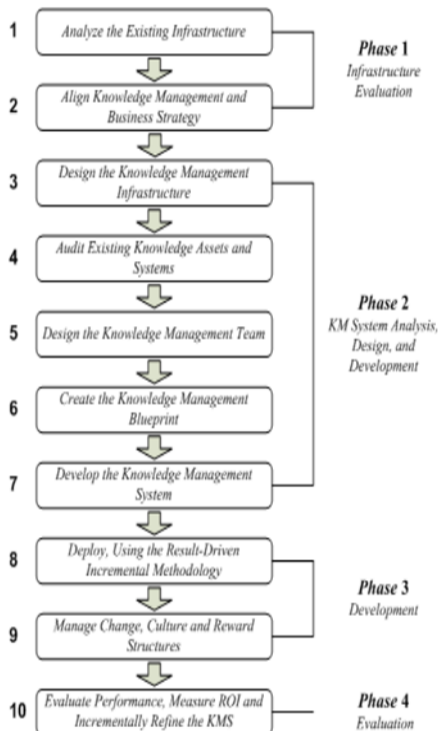 1
Analyze the Existing Infrastructure
Phase 1
Infrastructure
Evaluation
2
Align Knowledge Management and
Business Strategy
3
Design the Knowledge Management
Infrastructure
4
Audit Existing Knowledge Assets and
Systems
Phase 2
KM System Analysis,
Design, and
Development
5
Design the Knowledge Management Team
6
Create the Knowledge Management
Blueprint
7
Develop the Knowledge Management
System
8
Deploy, Using the Result-Driven
Incremental Methodology
Phase 3
Development
9
Manage Change, Culture and Reward
Structures
10
Evaluate Performance, Measure ROI and
Incrementally Refine the KMS
Phase 4
Evaluation